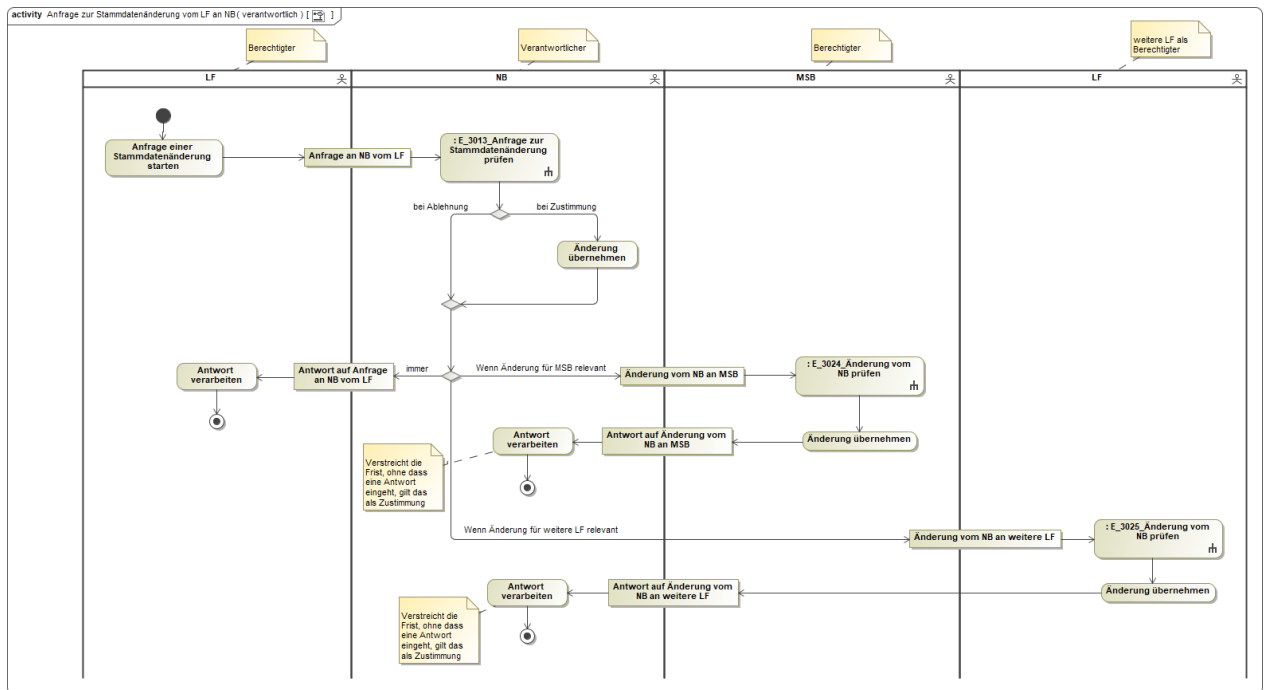 activity Anfrage zur Stammdatenänderung vom LF an NB ( verantwortlich ) [ ]
Berechtigter
Verantwortlicher
Berechtigter
weitere LF als
Berechtigter
LF
NB
MSB
LF
Anfrage einer
Stammdatenänderung
starten
Anfrage an NB vom LF
: E_3013_Anfrage zur
Stammdatenänderung
prüfen
bei Ablehnung
bei Zustimmung
Änderung
übernehmen
Antwort
verarbeiten
Antwort auf Anfrage
an NB vom LF
immer
Wenn Änderung für MSB relevant
Änderung vom NB an MSB
: E_3024_Änderung vom
NB prüfen
Änderung übernehmen
Antwort auf Änderung vom
NB an MSB
Antwort
verarbeiten
Verstreicht die
Frist, ohne dass
eine Antwort
eingeht, gilt das
als Zustimmung
Wenn Änderung für weitere LF relevant
Änderung vom NB an weitere LF
: E_3025_Änderung vom
NB prüfen
Änderung übernehmen
Antwort auf Änderung vom
NB an weitere LF
Antwort
verarbeiten
Verstreicht die
Frist, ohne dass
eine Antwort
eingeht, gilt das
als Zustimmung